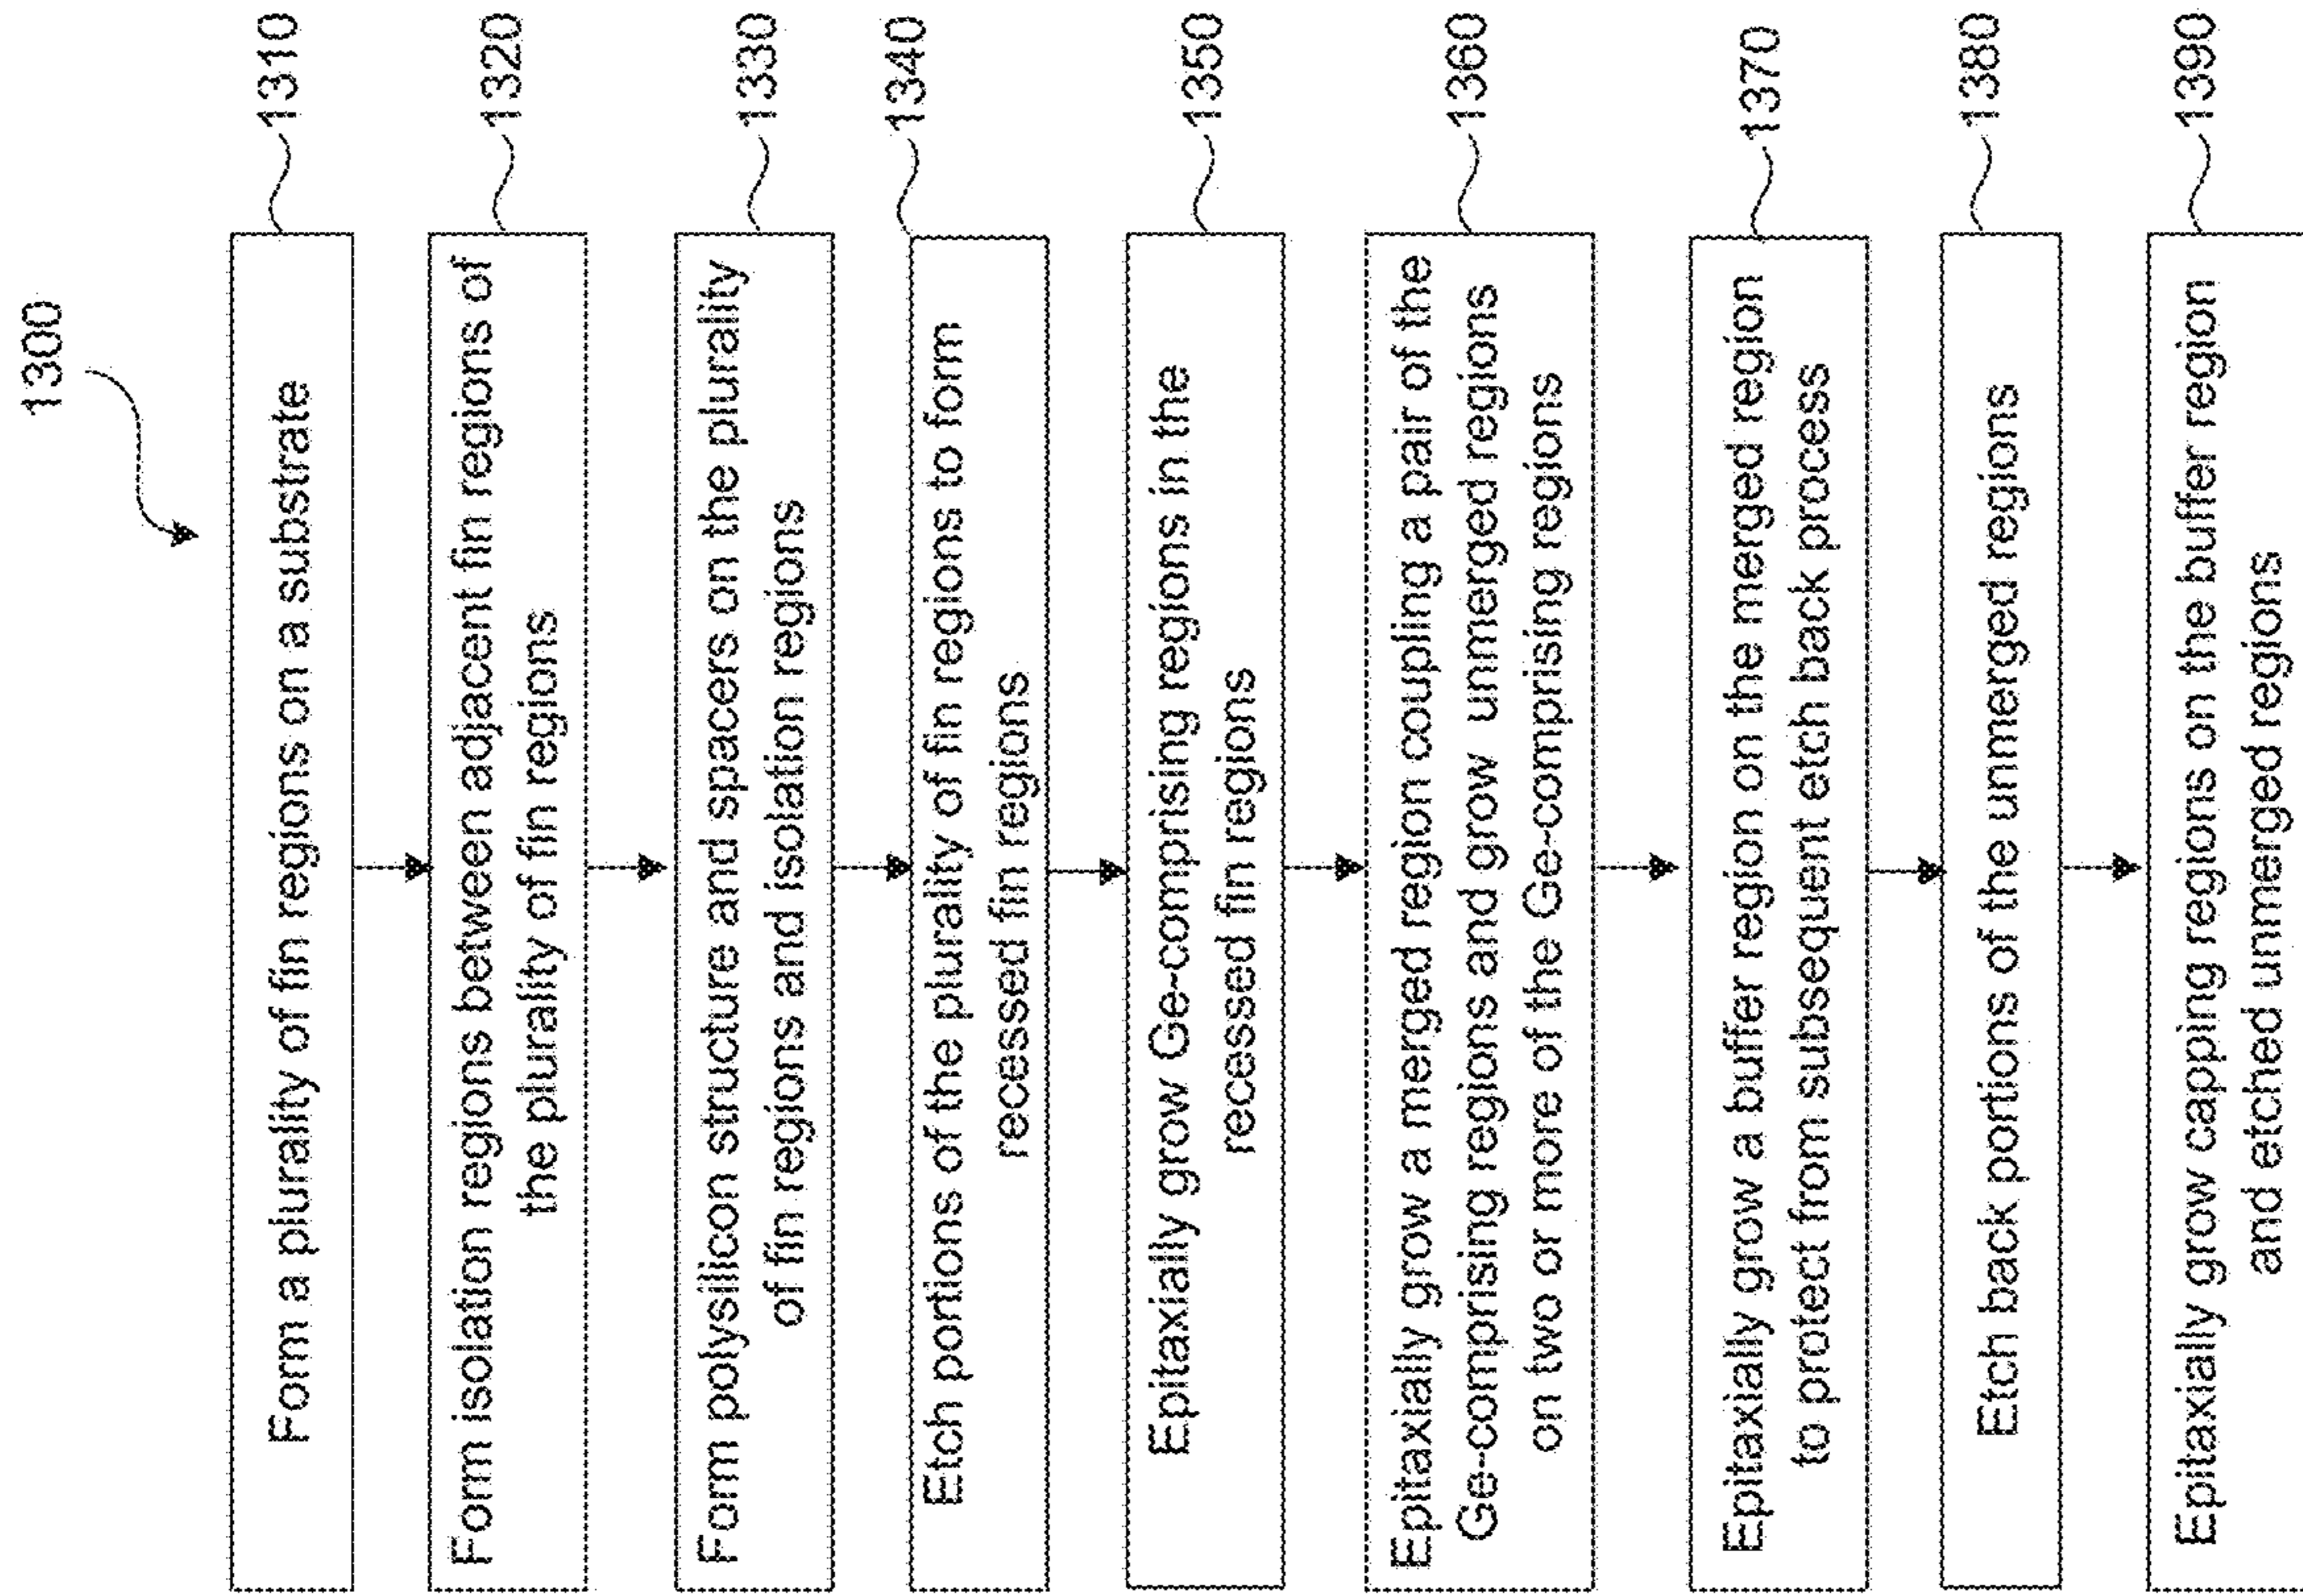 1300
Form a plurality of fin regions on a substrate
1310
Form isolation regions between adjacent fin regions of
the plurality of fin regions
1320
Form polysilicon structure and spacers on the plurality
of fin regions and isolation regions
1330
Etch portions of the plurality of fin regions to form
recessed fin regions
1340
Epitaxially grow Ge-comprising regions in the
recessed fin regions
1350
Epitaxially grow a merged region coupling a pair of the
Ge-comprising regions and grow unmerged regions
on two or more of the Ge-comprising regions
1360
Epitaxially grow a buffer region on the merged region
to protect from subsequent etch back process
1370
Etch back portions of the unmerged regions
1380
Epitaxially grow capping regions on the buffer region
and etched unmerged regions
1390